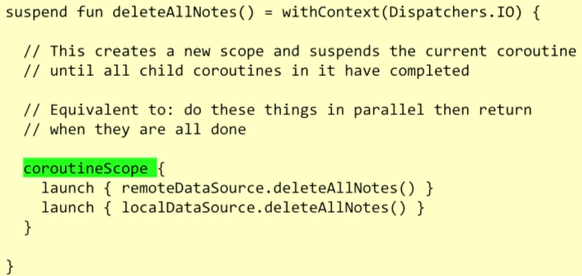 suspend fun deleteAllNotes() = withContext(Dispatchers.IO) {
// This creates a new scope and suspends the current coroutine
// until all child coroutines in it have completed
// Equivalent to: do these things in parallel then return
// when they are all done
coroutineScope {
launch { remoteDataSource.deleteAllNotes() }
launch { localDataSource.deleteAllNotes() }
}
}